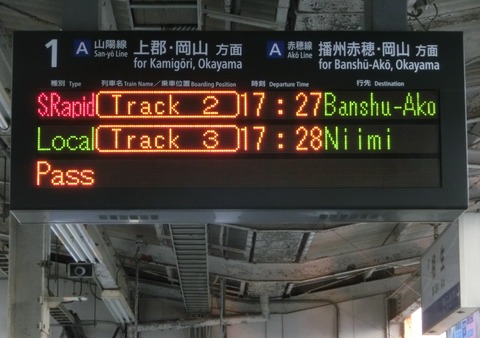 1 A 山陽線 San-yō Line 上郡・岡山 方面 for Kamigōri, Okayama A 赤穂線 Akō Line 播州赤穂・岡山 方面 for Banshū-Akō, Okayama
種別 Type 列車名 Train Name／乗車位置 Boarding Position 時刻 Departure Time 行先 Destination
S.Rapid Track 2 17:27 Banshu-Ako
Local Track 3 17:28 Niimi
Pass